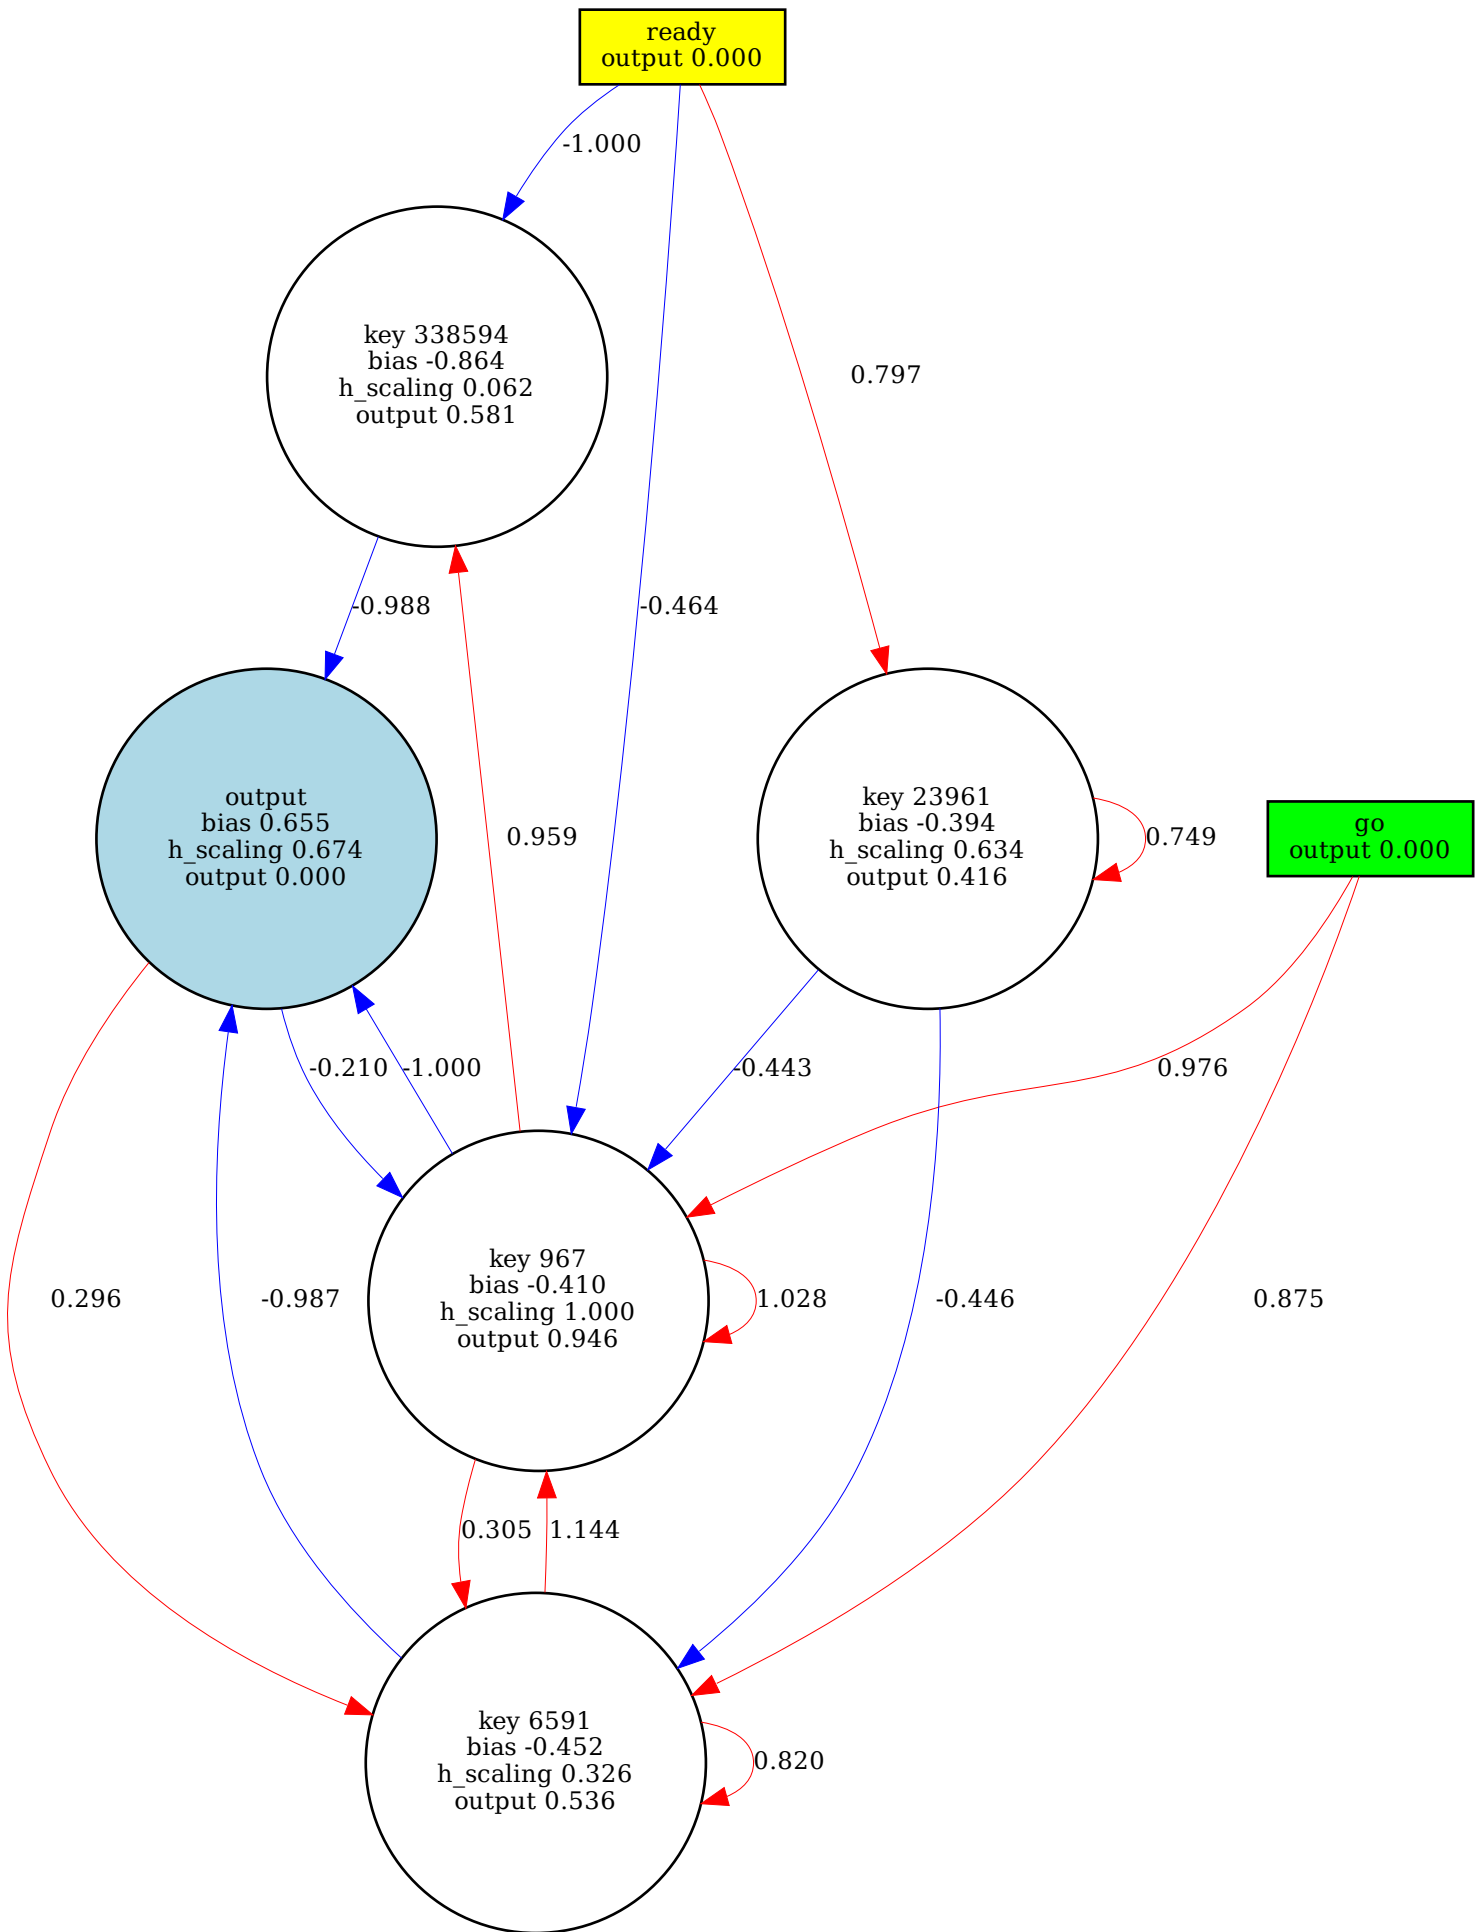 ready
output 0.000
-1.000
key 338594
bias -0.864
h_scaling 0.062
output 0.581
0.797
-0.988
-0.464
output
bias 0.655
h_scaling 0.674
output 0.000
0.959
key 23961
bias -0.394
h_scaling 0.634
output 0.416
0.749
go
output 0.000
-0.210
-1.000
-0.443
0.976
0.296
-0.987
key 967
bias -0.410
h_scaling 1.000
output 0.946
1.028
-0.446
0.875
0.305
1.144
key 6591
bias -0.452
h_scaling 0.326
output 0.536
0.820